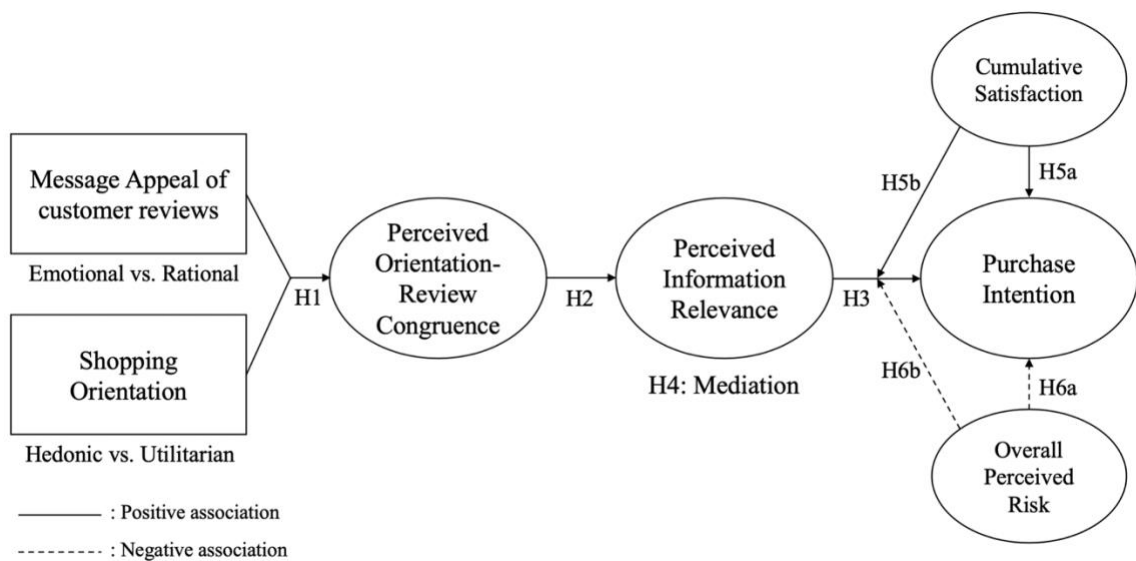 Message Appeal of
customer reviews
Emotional vs. Rational
Shopping
Orientation
Hedonic vs. Utilitarian
H1
Perceived
Orientation-
Review
Congruence
H2
Perceived
Information
Relevance
H4: Mediation
H3
Cumulative
Satisfaction
H5b
H5a
Purchase
Intention
H6b
H6a
Overall
Perceived
Risk
: Positive association
: Negative association